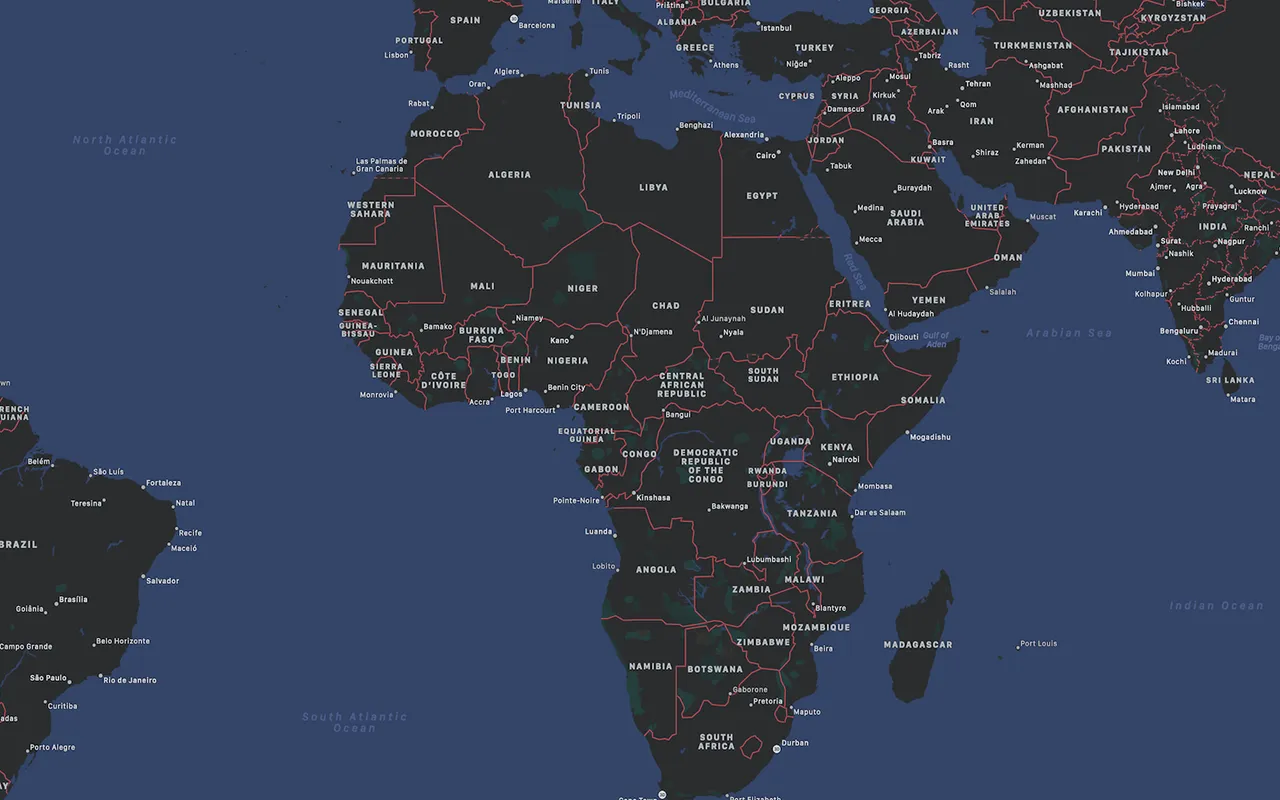 Marseille
ITALY
Priština
BULGARIA
GEORGIA
UZBEKISTAN
Bishkek
KYRGYZSTAN
SPAIN
Barcelona
ALBANIA
Istanbul
AZERBAIJAN
PORTUGAL
Lisbon
GREECE
Athens
TURKEY
Niğde
Tabriz
Rasht
TURKMENISTAN
Ashgabat
TAJIKISTAN
Algiers
Oran
Tunis
CYPRUS
Aleppo
SYRIA
Damascus
Mosul
Kirkuk
Tehran
Qom
Arak
IRAN
Mashhad
AFGHANISTAN
Islamabad
Rabat
TUNISIA
Tripoli
Mediterranean Sea
Benghazi
Alexandria
Cairo
IRAQ
Basra
Lahore
Ludhiana
North Atlantic
Ocean
MOROCCO
JORDAN
Tabuk
KUWAIT
Shiraz
Kerman
Zahedan
PAKISTAN
Las Palmas de
Gran Canaria
ALGERIA
LIBYA
EGYPT
Buraydah
New Delhi
Ajmer
Agra
NEPAL
Lucknow
WESTERN
SAHARA
Medina
SAUDI
ARABIA
UNITED
ARAB
EMIRATES
Muscat
Karachi
Hyderabad
Prayagraj
Mecca
Ahmedabad
INDIA
Ranchi
Surat
Nagpur
Nashik
MAURITANIA
Nouakchott
MALI
NIGER
CHAD
SUDAN
Red Sea
OMAN
Mumbai
Hyderabad
Salalah
Kolhapur
Guntur
Hubballi
ERITREA
YEMEN
Al Hudaydah
SENEGAL
GUINEA-
BISSAU
Bamako
BURKINA
FASO
Niamey
N'Djamena
Al Junaynah
Nyala
Djibouti
Gulf of
Aden
Arabian Sea
Bengaluru
Chennai
GUINEA
BENIN
Kano
NIGERIA
Kochi
Madurai
SIERRA
LEONE
CÔTE
D'IVOIRE
TOGO
CENTRAL
AFRICAN
REPUBLIC
SOUTH
SUDAN
ETHIOPIA
SRI LANKA
Matara
Monrovia
Accra
Lagos
Benin City
Port Harcourt
CAMEROON
Bangui
SOMALIA
Mogadishu
EQUATORIAL
GUINEA
UGANDA
KENYA
Nairobi
CONGO
GABON
DEMOCRATIC
REPUBLIC
OF THE
CONGO
RWANDA
BURUNDI
Mombasa
Belém
São Luís
Fortaleza
Teresina
Natal
Pointe-Noire
Kinshasa
Bakwanga
TANZANIA
Dar es Salaam
Recife
Maceió
BRAZIL
Luanda
Lobito
ANGOLA
Lubumbashi
ZAMBIA
MALAWI
Salvador
Brasília
Goiânia
Blantyre
MOZAMBIQUE
Indian Ocean
Campo Grande
Belo Horizonte
ZIMBABWE
Beira
MADAGASCAR
Port Louis
NAMIBIA
BOTSWANA
São Paulo
Rio de Janeiro
Gaborone
Pretoria
Maputo
Curitiba
South Atlantic
Ocean
SOUTH
AFRICA
Durban
Porto Alegre
Cape Town
Port Elizabeth